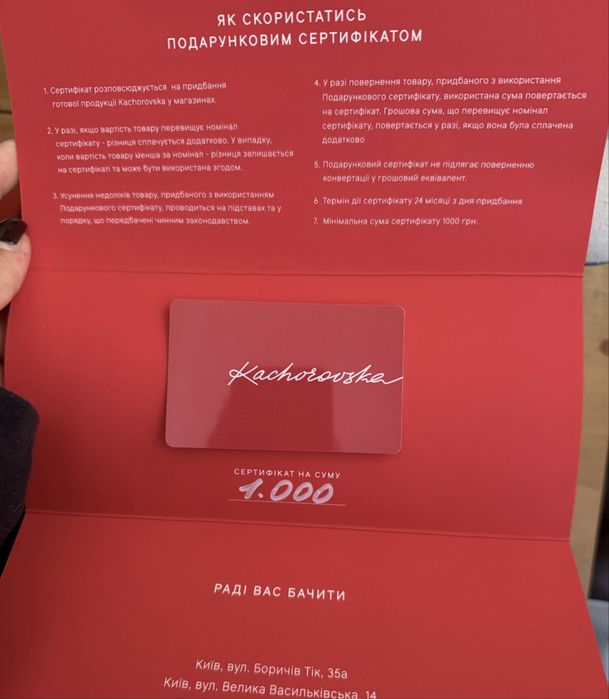 ЯК СКОРИСТАТИСЬ
ПОДАРУНКОВИМ СЕРТИФІКАТОМ
1. Сертифікат розповсюджується на придбання
готової продукції Kachorovska у магазинах.
2. У разі, якщо вартість товару перевищує номінал
сертифікату - різниця сплачується додатково. У випадку,
коли вартість товару менша за номінал - різниця залишається
на сертифікаті та може бути використана згодом.
3. Усунення недоліків товару, придбаного з використанням
Подарункового сертифікату, проводиться на підставах та у
порядку, що передбачені чинним законодавством.
4. У разі повернення товару, придбаного з використання
Подарункового сертифікату, використана сума повертається
на сертифікат. Грошова сума, що перевищує номінал
сертифікату, повертається у разі, якщо вона була сплачена
додатково
5. Подарунковий сертифікат не підлягає поверненню
конвертації у грошовий еквівалент.
6 Термін дії сертифікату 24 місяці з дня придбання
7. Мінімальна сума сертифікату 1000 грн.
Kachorovska
СЕРТИФІКАТ НА СУМУ
1.000
РАДІ ВАС БАЧИТИ
Київ, вул. Боричів Тік, 35а
Київ, вул. Велика Васильківська, 14